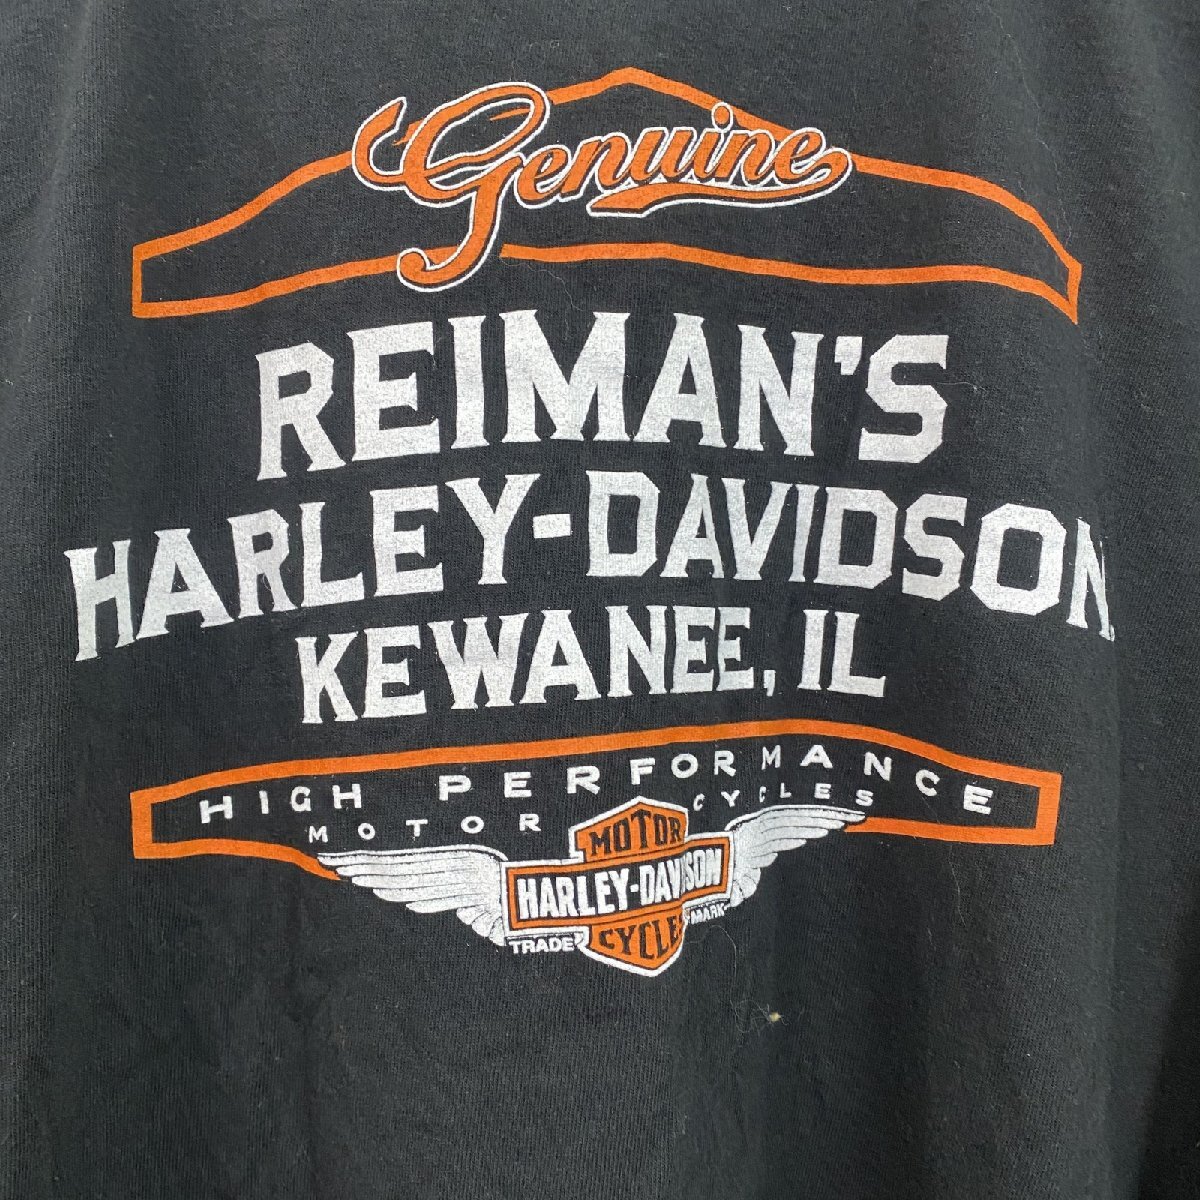 Genuine
REIMAN'S
HARLEY-DAVIDSON
KEWANEE, IL
HIGH PERFORMANCE
MOTOR CYCLES
MOTOR
HARLEY-DAVIDSON
CYCLES
TRADE MARK